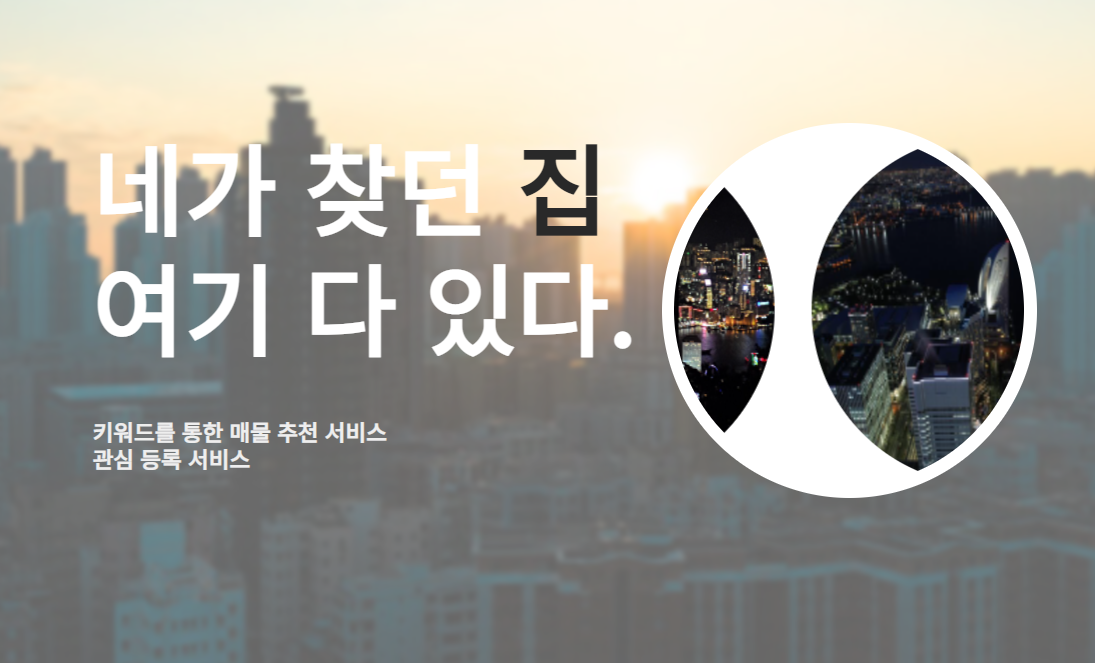 네가 찾던 집
여기 다 있다.
키워드를 통한 매물 추천 서비스
관심 등록 서비스